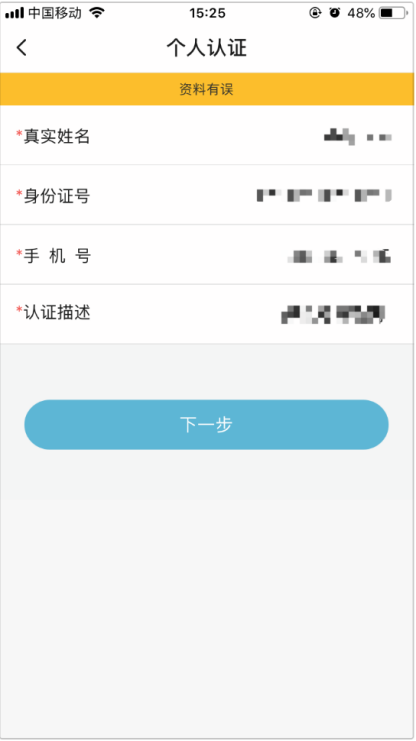 中国移动 15:25 48%
个人认证
资料有误
*真实姓名
*身份证号
*手 机 号
*认证描述
下一步